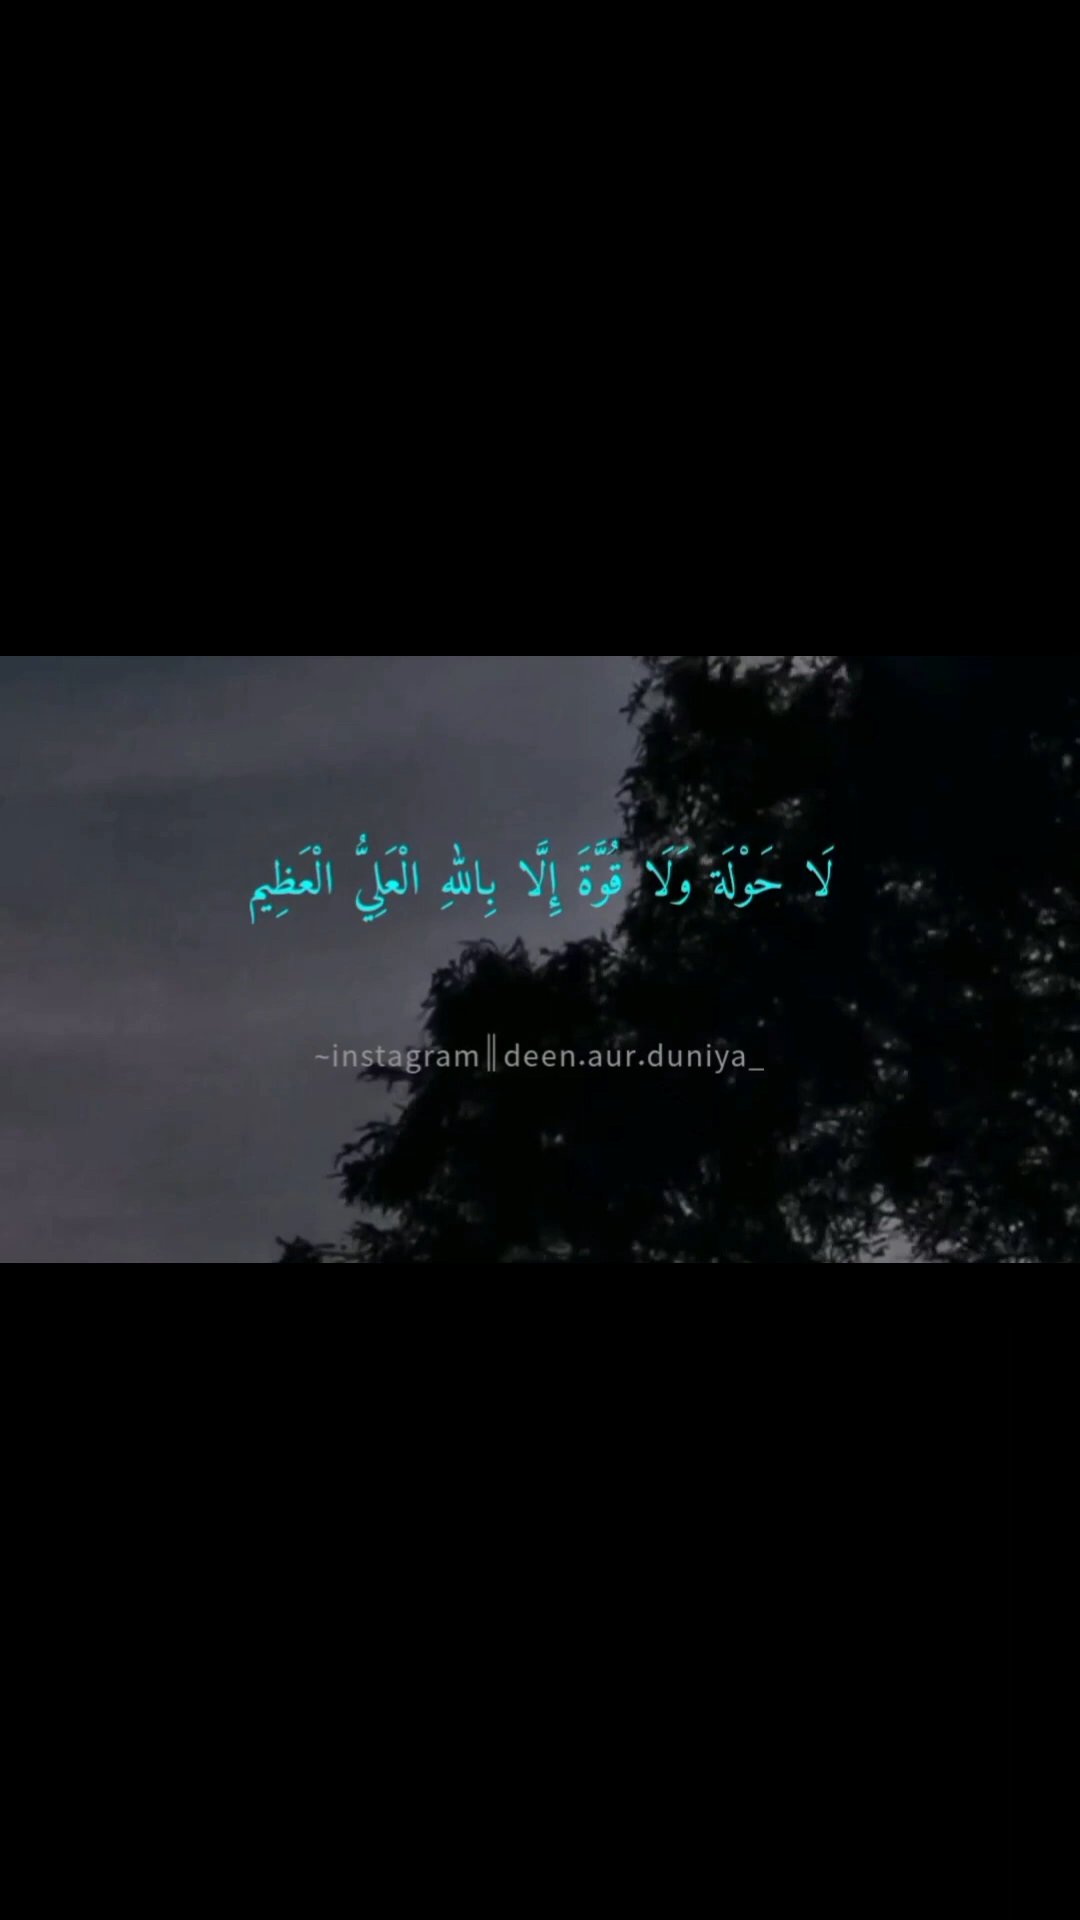 لَا حَوْلَة وَلَا قُوَّةَ إِلَّا بِاللهِ الْعَلِيُّ الْعَظِيم
~instagram║deen.aur.duniya_